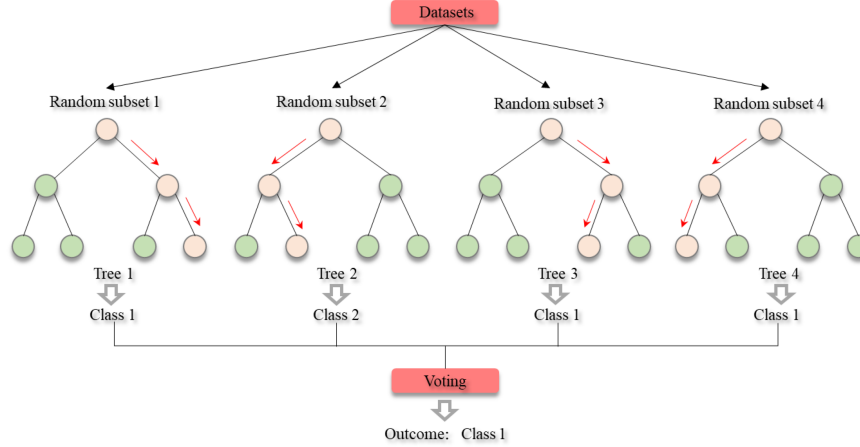 Datasets
Random subset 1
Random subset 2
Random subset 3
Random subset 4
Tree 1
Tree 2
Tree 3
Tree 4
Class 1
Class 2
Class 1
Class 1
Voting
Outcome: Class 1